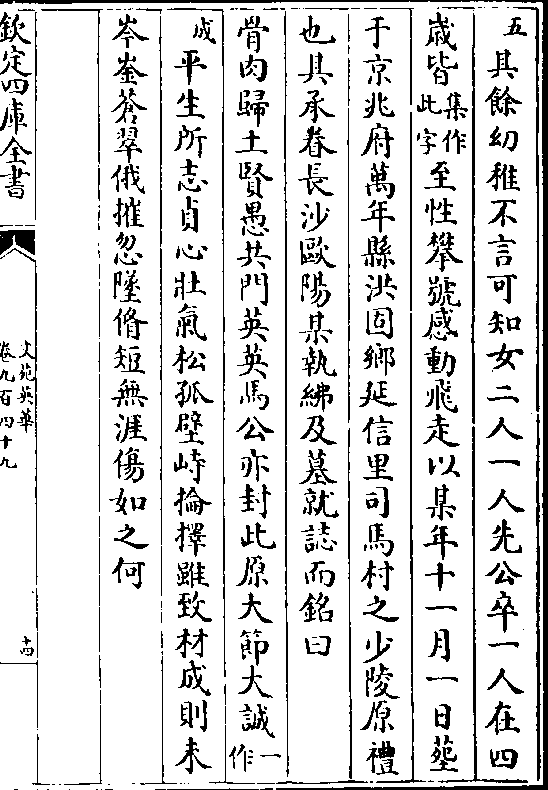 五其餘幼稚不言可知女二人一人先公卒一人在四
歳皆集作此字至性攀號感動飛走以某年十一月一日塟
于京兆府萬年縣洪固鄉延信里司馬村之少陵原禮
也其承眷長沙歐陽某執紼及墓就誌而銘曰
骨肉歸土賢愚共門英英馬公亦封此原大節大誠一作
成平生所志貞心壯氣松孤壁峙掄擇雖致材成則未
岑崟蒼翠俄摧忽墜脩短無涯傷如之何
欽定四庫全書
文苑英華
卷九百四十九
十四